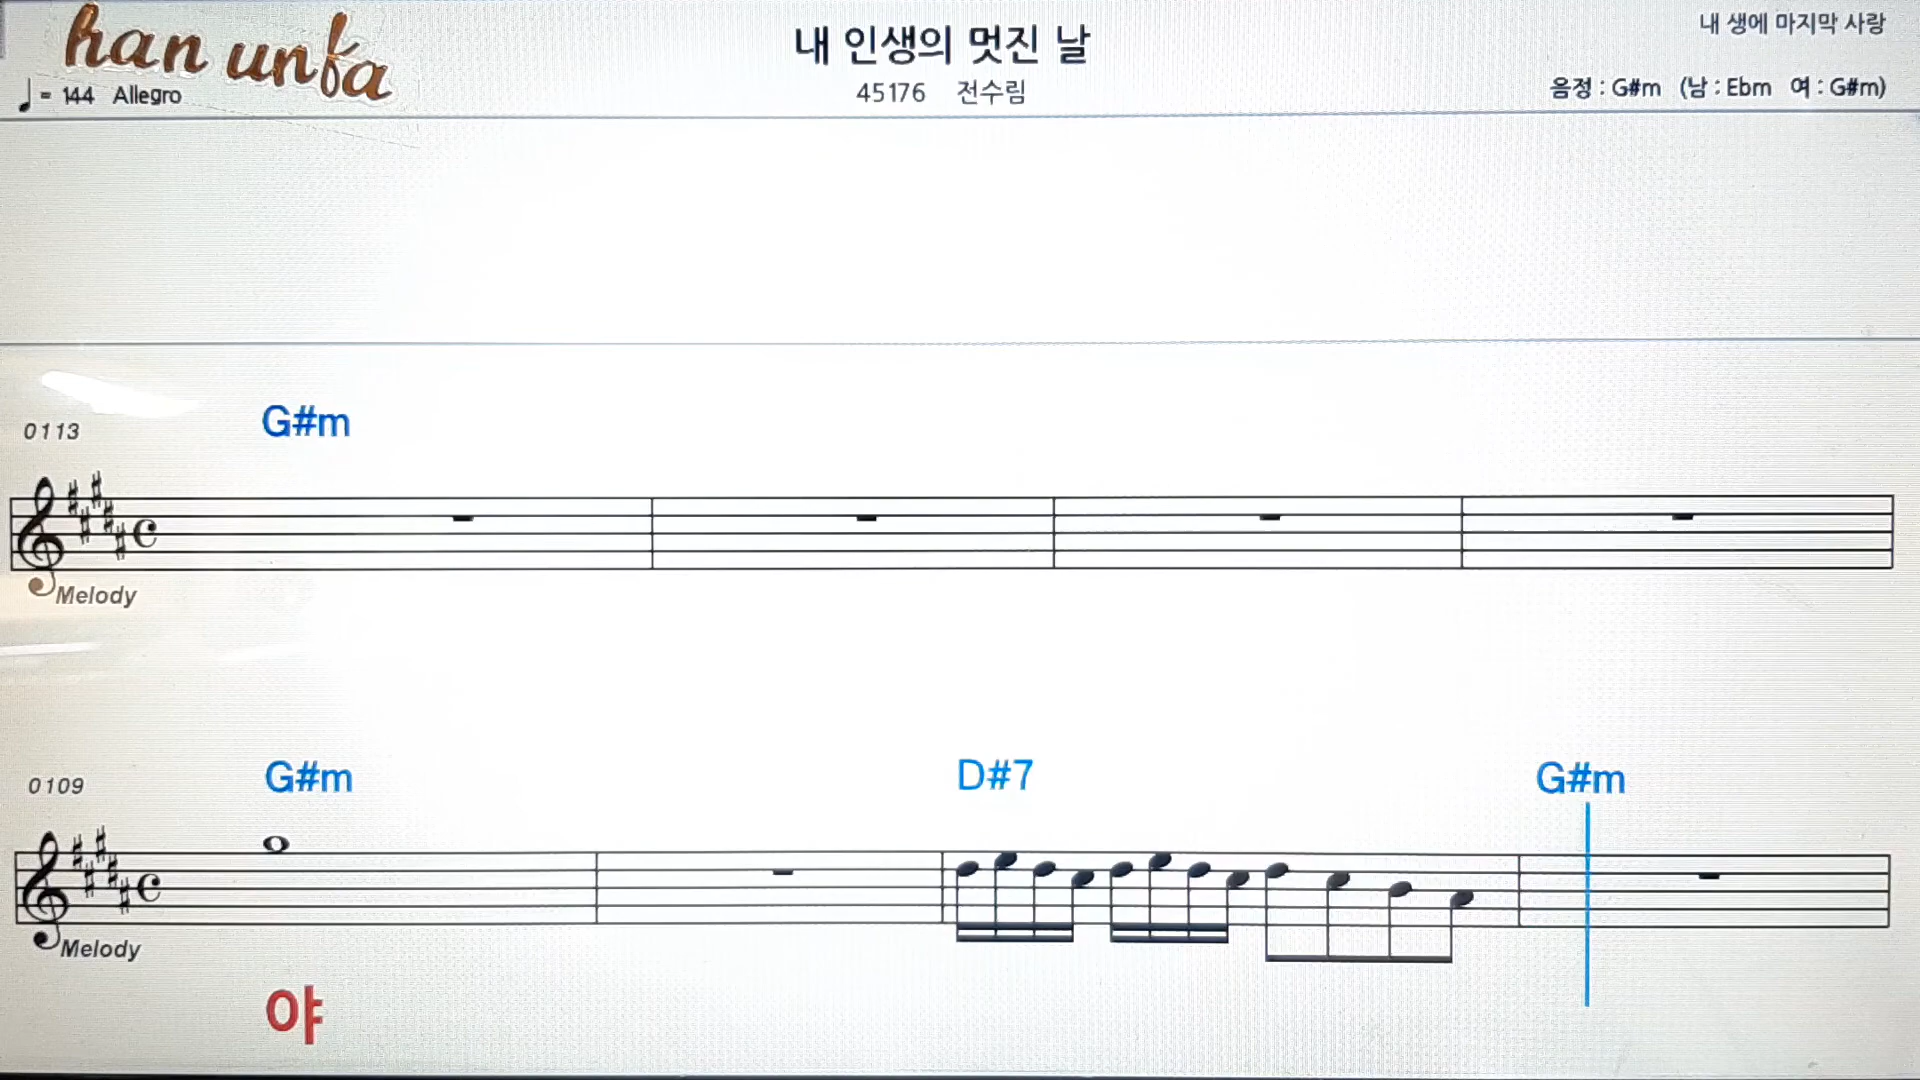 han unfa
내 인생의 멋진 날
내 생에 마지막 사랑
= 144 Allegro
45176 전수림
음정 : G#m (남 : Ebm 여 : G#m)
0113
G#m
Melody
0109
G#m D#7 G#m
Melody
야